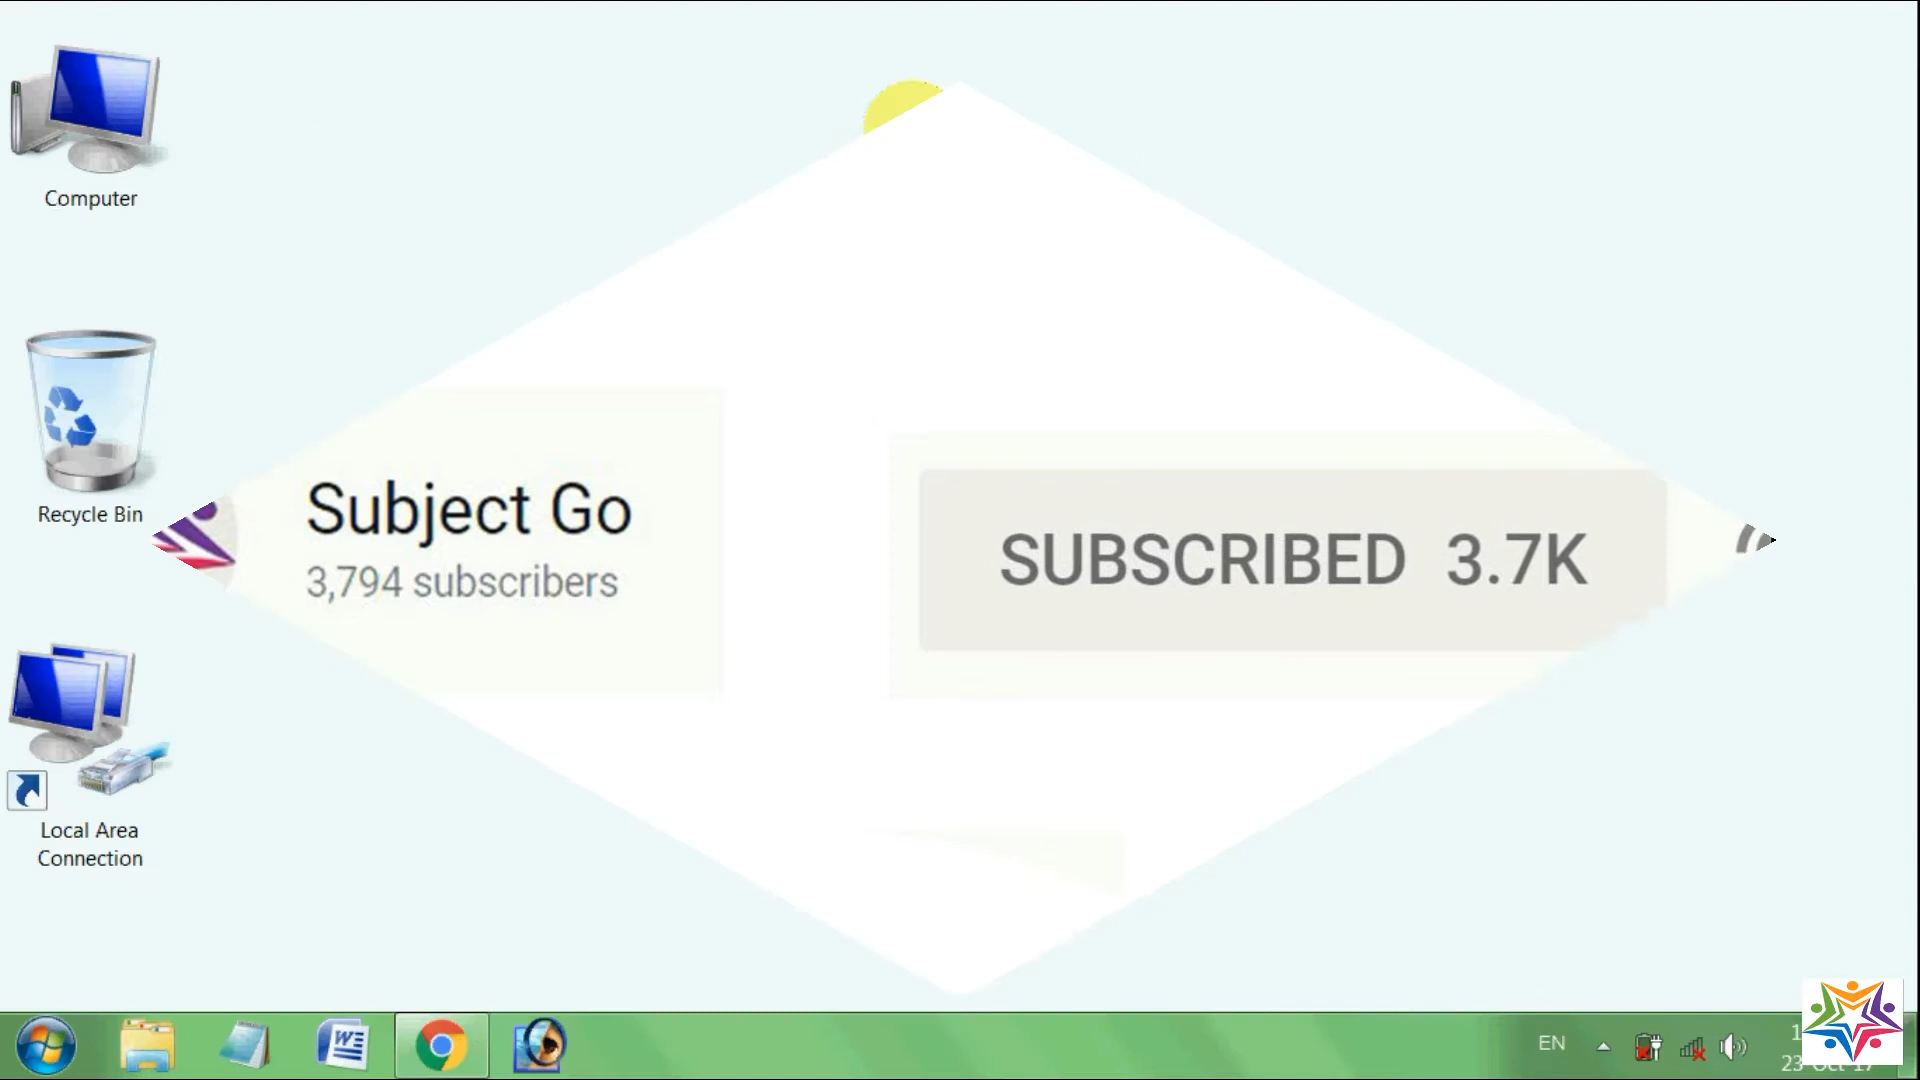 Computer
Recycle Bin
Subject Go
3,794 subscribers
SUBSCRIBED 3.7K
Local Area
Connection
EN